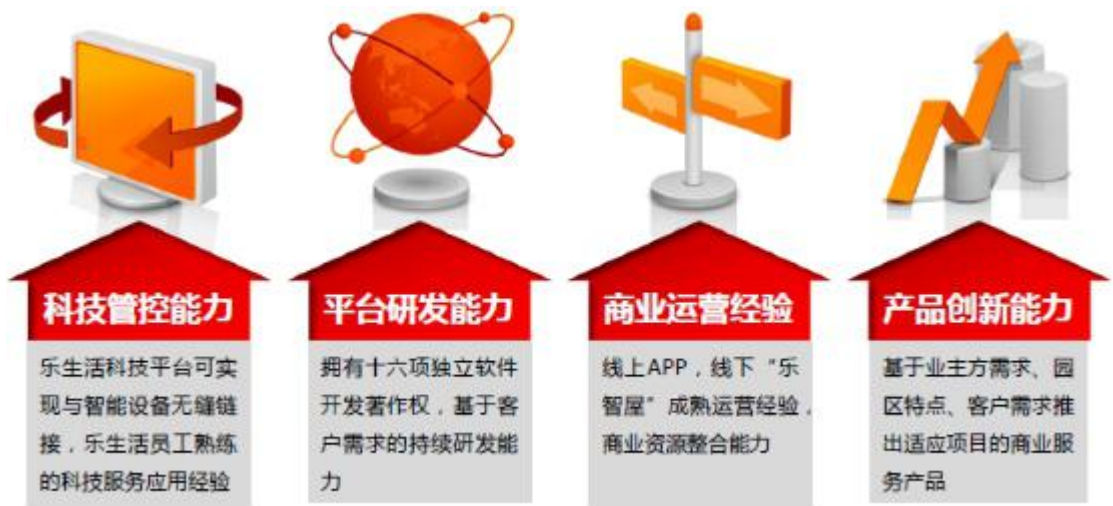 科技管控能力
乐生活科技平台可实
现与智能设备无缝链
接，乐生活员工熟练
的科技服务应用经验
平台研发能力
拥有十六项独立软件
开发著作权，基于客
户需求的持续研发能
力
商业运营经验
线上APP，线下“乐
智屋”成熟运营经验，
商业资源整合能力
产品创新能力
基于业主方需求、园
区特点、客户需求推
出适应项目的商业服
务产品